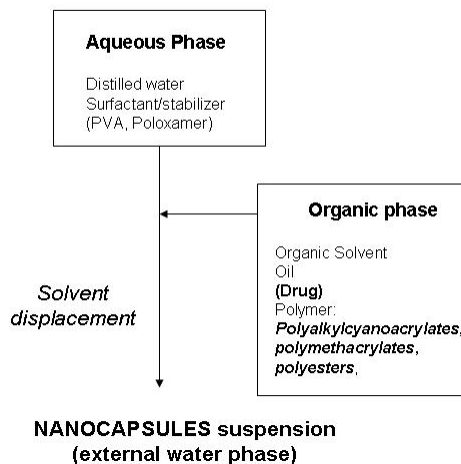 Aqueous Phase
Distilled water
Surfactant/stabilizer
(PVA, Poloxamer)
Organic phase
Organic Solvent
Oil
(Drug)
Polymer:
Polyalkylcyanoacrylates,
polymethacrylates,
polyesters,
Solvent
displacement
NANOCAPSULES suspension
(external water phase)